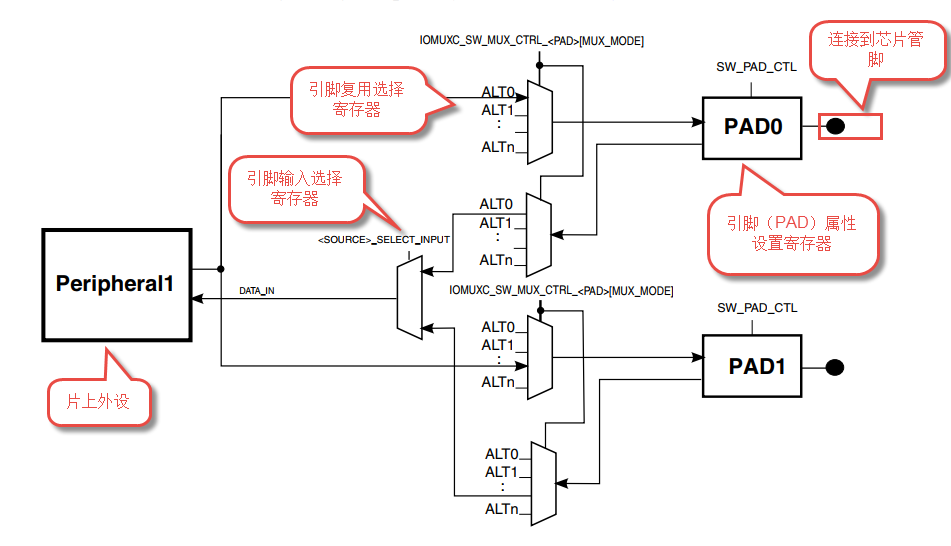 IOMUXC_SW_MUX_CTRL_<PAD>[MUX_MODE]
连接到芯片管
脚
SW_PAD_CTL
引脚复用选择
寄存器
ALT0
ALT1
:
ALTn
PAD0
引脚输入选择
寄存器
ALT0
ALT1
:
ALTn
引脚（PAD）属性
设置寄存器
<SOURCE>_SELECT_INPUT
Peripheral1
DATA_IN
IOMUXC_SW_MUX_CTRL_<PAD>[MUX_MODE]
SW_PAD_CTL
ALT0
ALT1
:
ALTn
PAD1
片上外设
ALT0
ALT1
:
ALTn